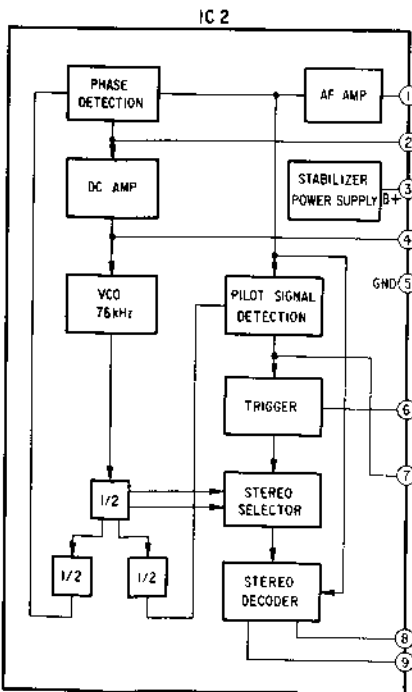 IC 2
PHASE
DETECTION
AF AMP
1
2
DC AMP
STABILIZER
POWER SUPPLY
B+
3
4
VCO
76kHz
PILOT SIGNAL
DETECTION
GND
5
TRIGGER
6
7
1/2
STEREO
SELECTOR
1/2
1/2
STEREO
DECODER
8
9